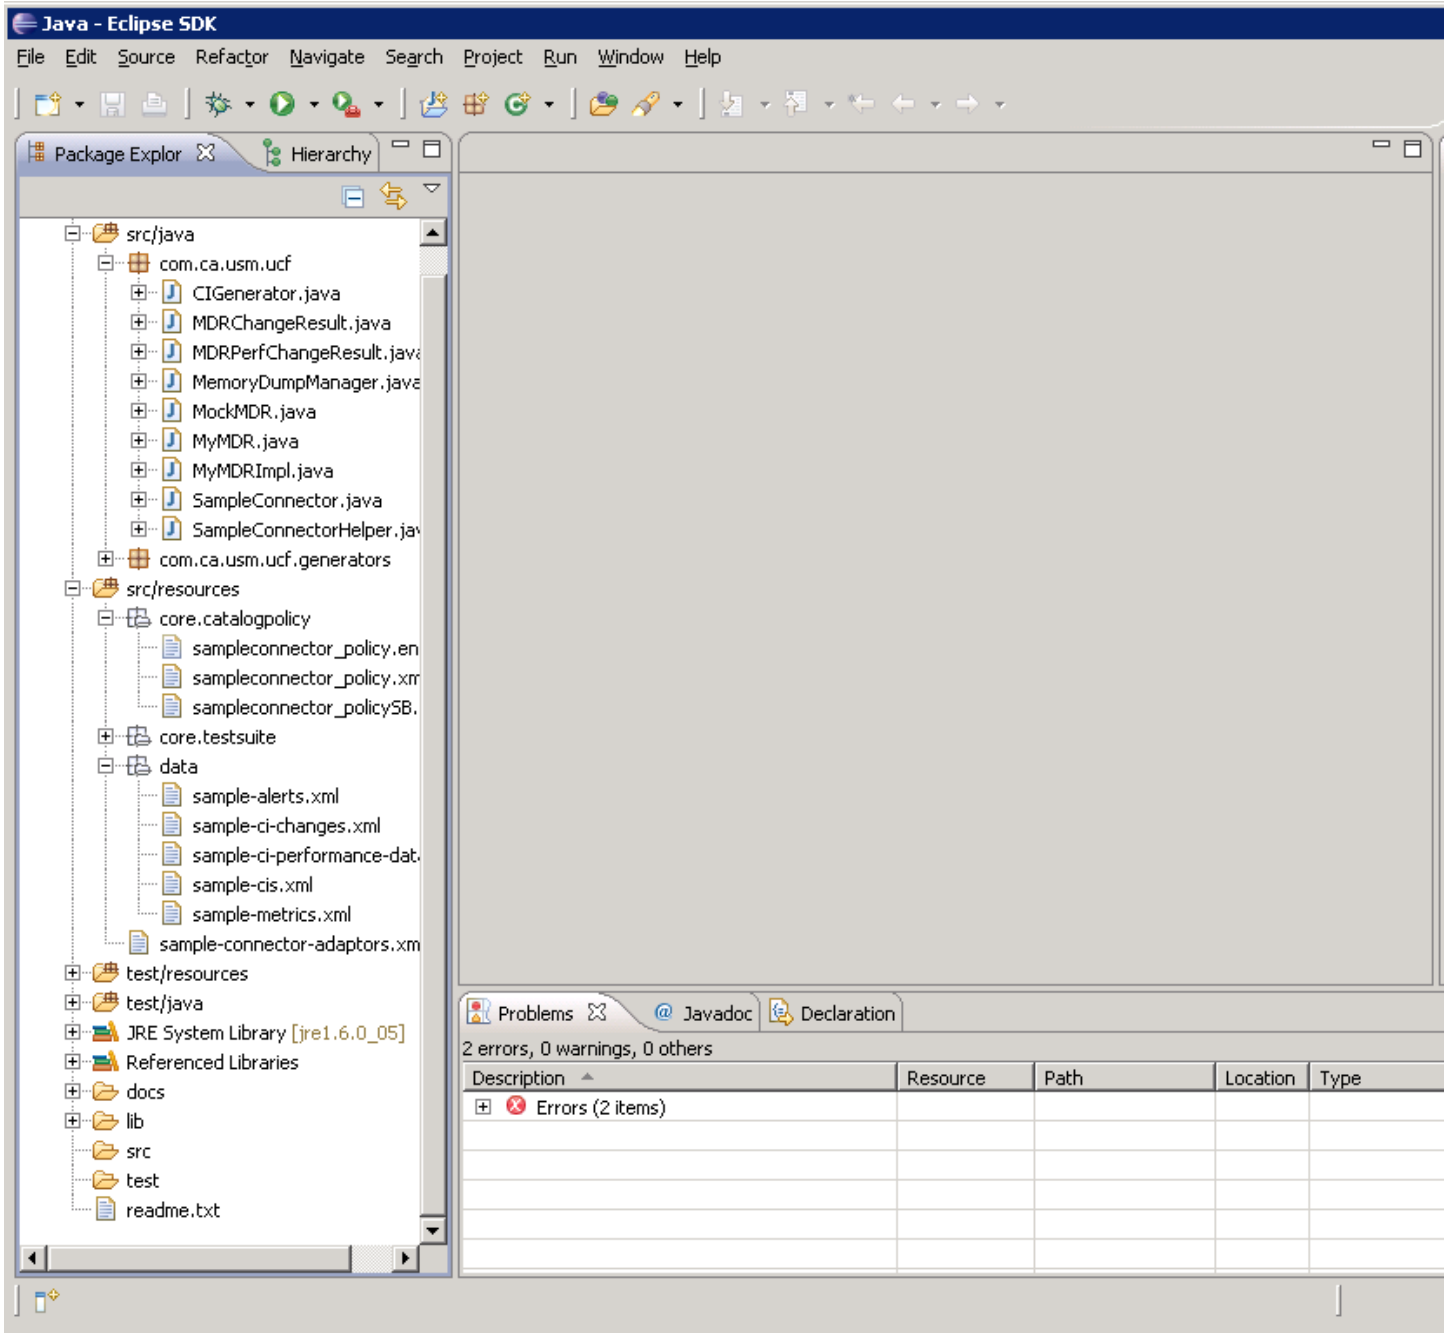 Java - Eclipse SDK
File Edit Source Refactor Navigate Search Project Run Window Help
Package Explor Hierarchy
src/java
com.ca.usm.ucf
CIGenerator.java
MDRChangeResult.java
MDRPerfChangeResult.java
MemoryDumpManager.java
MockMDR.java
MyMDR.java
MyMDRImpl.java
SampleConnector.java
SampleConnectorHelper.jav
com.ca.usm.ucf.generators
src/resources
core.catalogpolicy
sampleconnector_policy.en
sampleconnector_policy.xm
sampleconnector_policySB.
core.testsuite
data
sample-alerts.xml
sample-ci-changes.xml
sample-ci-performance-dat
sample-cis.xml
sample-metrics.xml
sample-connector-adaptors.xm
test/resources
test/java
JRE System Library [jre1.6.0_05]
Referenced Libraries
docs
lib
src
test
readme.txt
Problems @ Javadoc Declaration
2 errors, 0 warnings, 0 others
Description Resource Path Location Type
Errors (2 items)